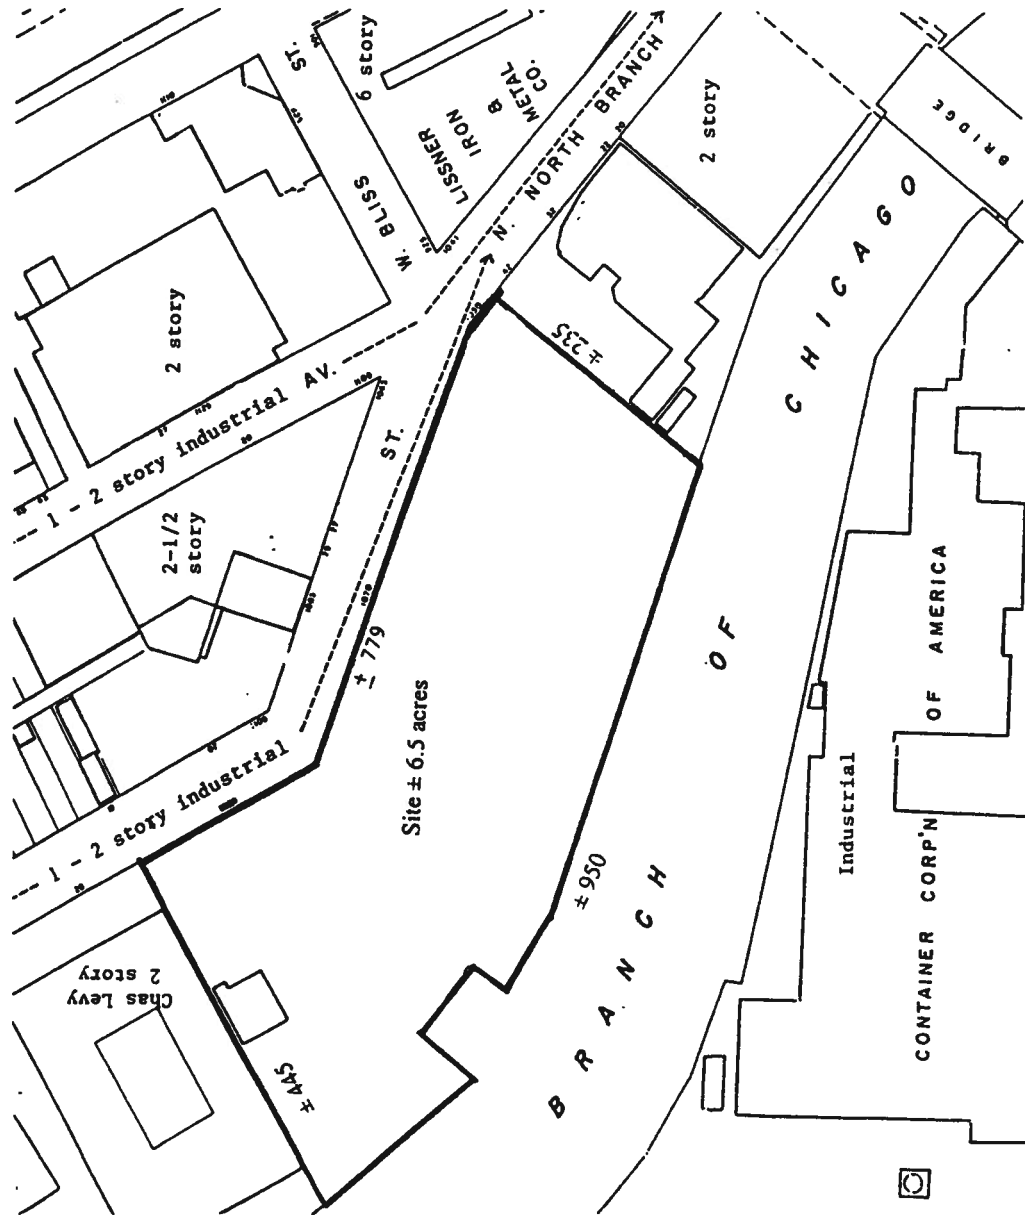 ST.
6 story
LISSNER
IRON
&
METAL
CO.
W. BLISS
N. NORTH BRANCH
2 story
BRIDGE
2 story
1 - 2 story industrial AV.
ST.
± 235
CHICAGO
2-1/2
story
1070
± 779
OF
Site ± 6.5 acres
1 - 2 story industrial
± 950
BRANCH
Industrial
CONTAINER CORP'N OF AMERICA
Chas Levy
2 story
± 445